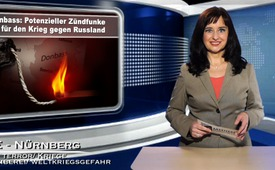 Donbass: Potenzieller Zündfunke
für den Krieg gegen Russland
Donbass
- NÜRNBERG
TERROR/ KRIEGE
WELTKRIEGSGEFAHR